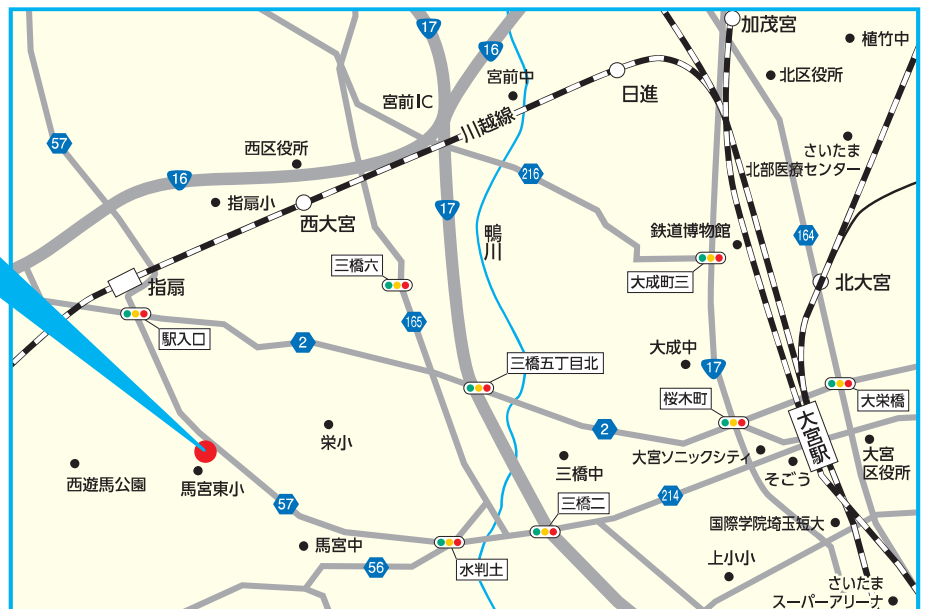 17
加茂宮
植竹中
16
宮前中
北区役所
日進
宮前IC
57
川越線
さいたま
北部医療センター
西区役所
216
16
指扇小
17
西大宮
鴨川
鉄道博物館
164
三橋六
大成町三
指扇
北大宮
165
駅入口
2
大成中
三橋五丁目北
17
桜木町
大栄橋
栄小
2
大宮駅
大宮ソニックシティ
大宮
区役所
三橋中
そごう
西遊馬公園
馬宮東小
57
214
三橋二
国際学院埼玉短大
馬宮中
56
水判土
上小小
さいたま
スーパーアリーナ